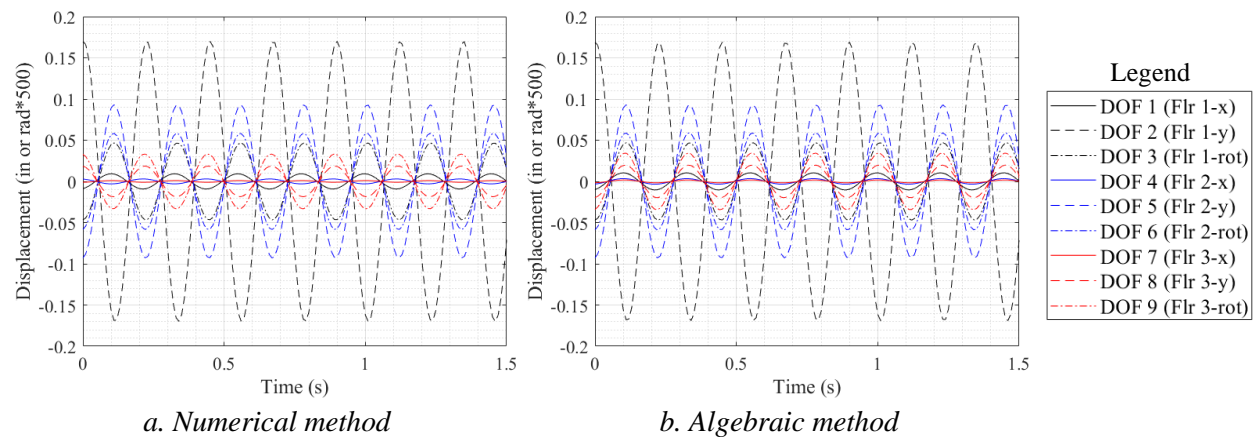 0.2
0.15
0.1
0.05
0
-0.05
-0.1
-0.15
-0.2
Displacement (in or rad*500)
0 0.5 1 1.5
Time (s)
a. Numerical method
0.2
0.15
0.1
0.05
0
-0.05
-0.1
-0.15
-0.2
Displacement (in or rad*500)
0 0.5 1 1.5
Time (s)
b. Algebraic method
Legend
DOF 1 (Flr 1-x)
DOF 2 (Flr 1-y)
DOF 3 (Flr 1-rot)
DOF 4 (Flr 2-x)
DOF 5 (Flr 2-y)
DOF 6 (Flr 2-rot)
DOF 7 (Flr 3-x)
DOF 8 (Flr 3-y)
DOF 9 (Flr 3-rot)